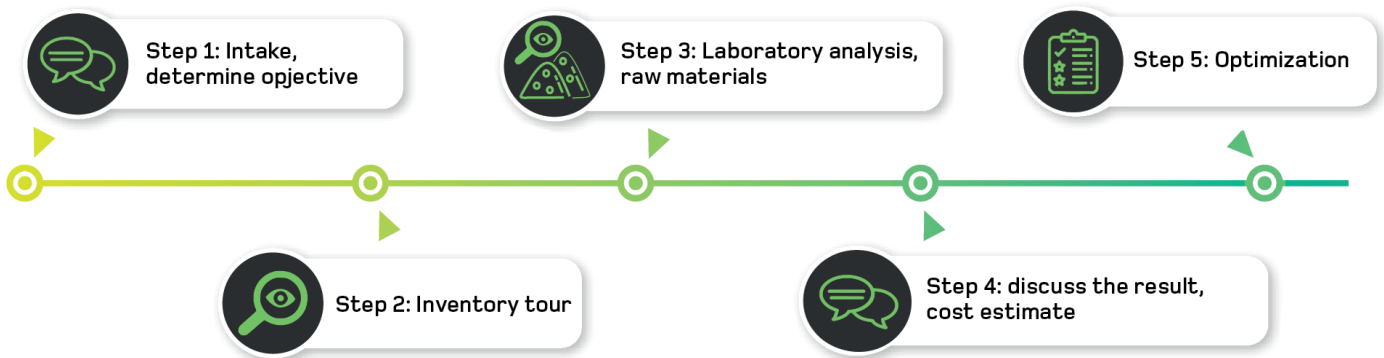 Step 1: Intake,
determine opjective
Step 2: Inventory tour
Step 3: Laboratory analysis,
raw materials
Step 4: discuss the result,
cost estimate
Step 5: Optimization